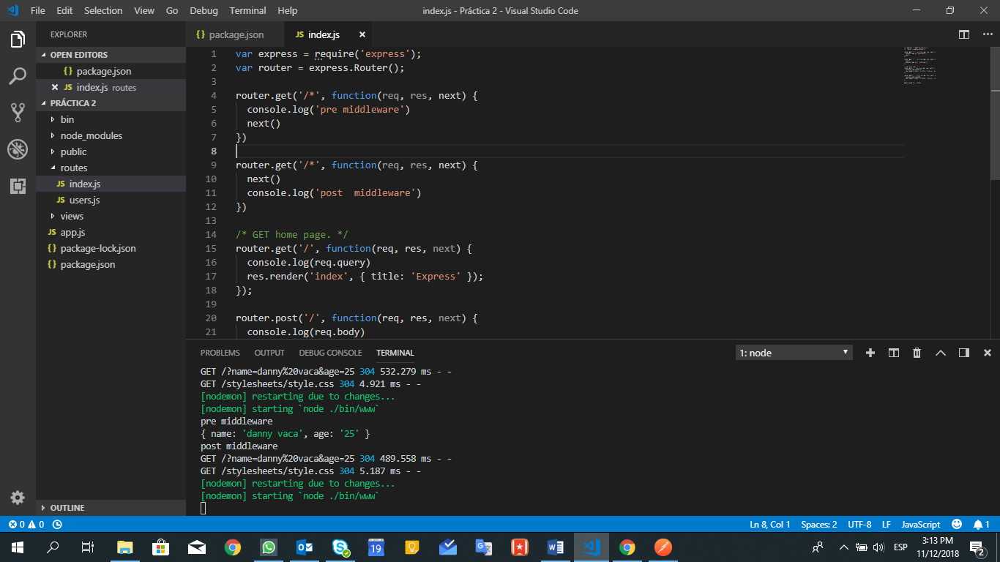 File Edit Selection View Go Debug Terminal Help
index.js - Práctica 2 - Visual Studio Code
EXPLORER
OPEN EDITORS
{} package.json
JS index.js routes
PRÁCTICA 2
bin
node_modules
public
routes
JS index.js
JS users.js
views
JS app.js
{} package-lock.json
{} package.json
OUTLINE
{} package.json JS index.js
1 var express = require('express');
2 var router = express.Router();
3
4 router.get('/*', function(req, res, next) {
5 console.log('pre middleware')
6 next()
7 })
8
9 router.get('/*', function(req, res, next) {
10 next()
11 console.log('post  middleware')
12 })
13
14 /* GET home page. */
15 router.get('/', function(req, res, next) {
16 console.log(req.query)
17 res.render('index', { title: 'Express' });
18 });
19
20 router.post('/', function(req, res, next) {
21 console.log(req.body)
PROBLEMS OUTPUT DEBUG CONSOLE TERMINAL
1: node
GET /?name=danny%20vaca&age=25 304 532.279 ms - -
GET /stylesheets/style.css 304 4.921 ms - -
[nodemon] restarting due to changes...
[nodemon] starting `node ./bin/www`
pre middleware
{ name: 'danny vaca', age: '25' }
post middleware
GET /?name=danny%20vaca&age=25 304 489.558 ms - -
GET /stylesheets/style.css 304 5.187 ms - -
[nodemon] restarting due to changes...
[nodemon] starting `node ./bin/www`
0 0
Ln 8, Col 1 Spaces: 2 UTF-8 LF JavaScript 1
19
ESP
3:13 PM
11/12/2018
2